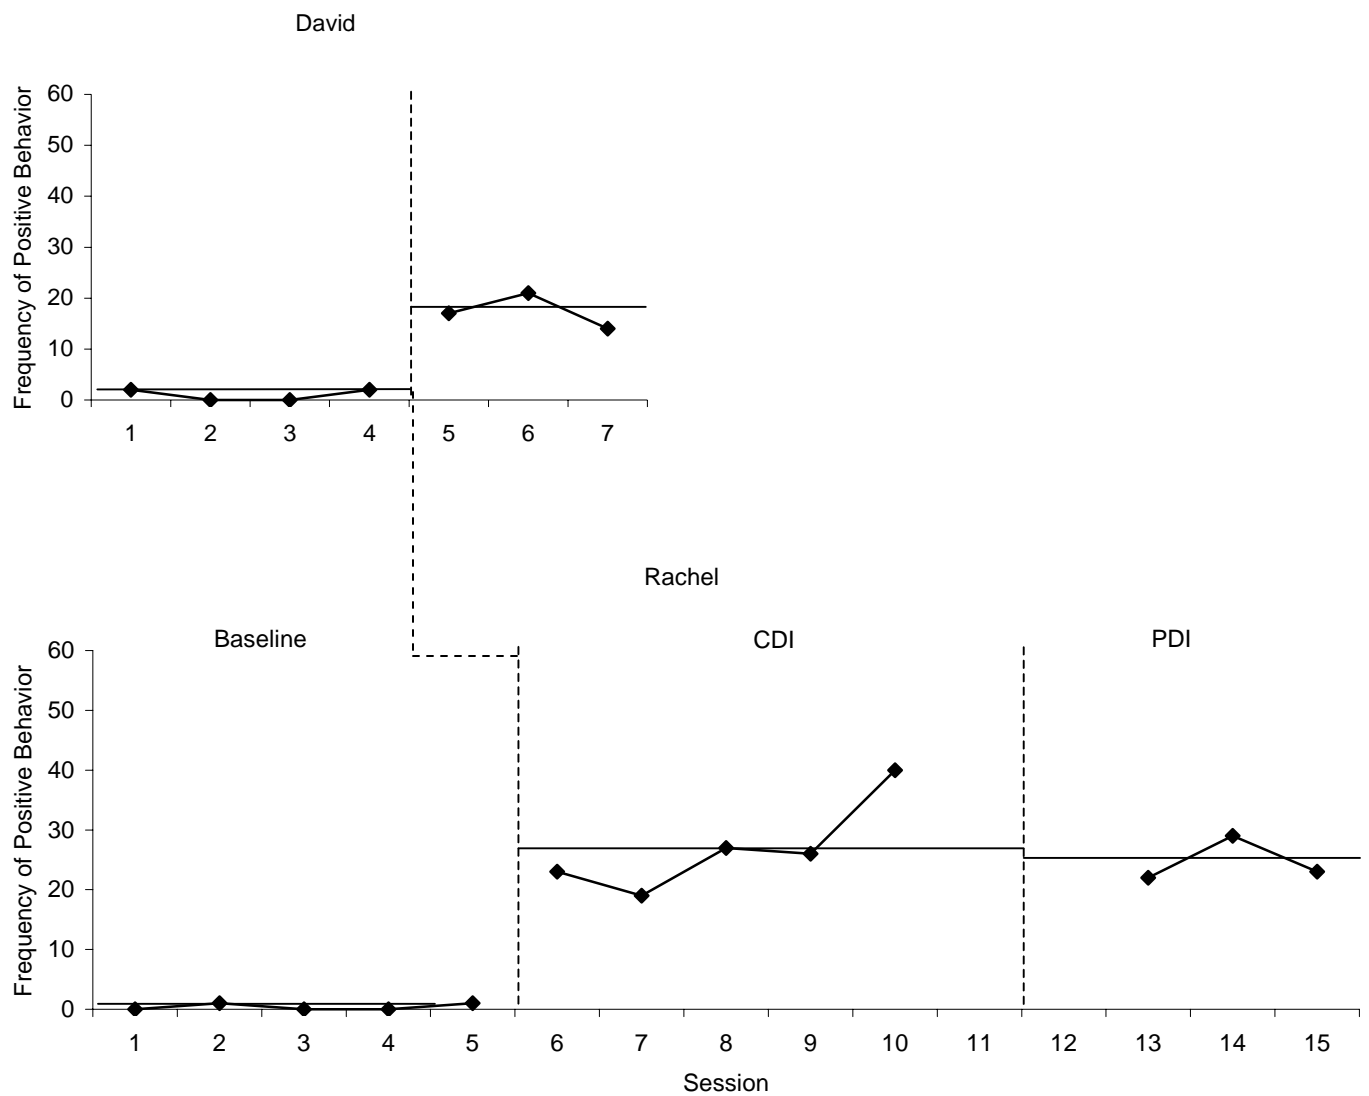 David
Frequency of Positive Behavior
60
50
40
30
20
10
0
1 2 3 4 5 6 7
Rachel
Baseline CDI PDI
Frequency of Positive Behavior
60
50
40
30
20
10
0
1 2 3 4 5 6 7 8 9 10 11 12 13 14 15
Session